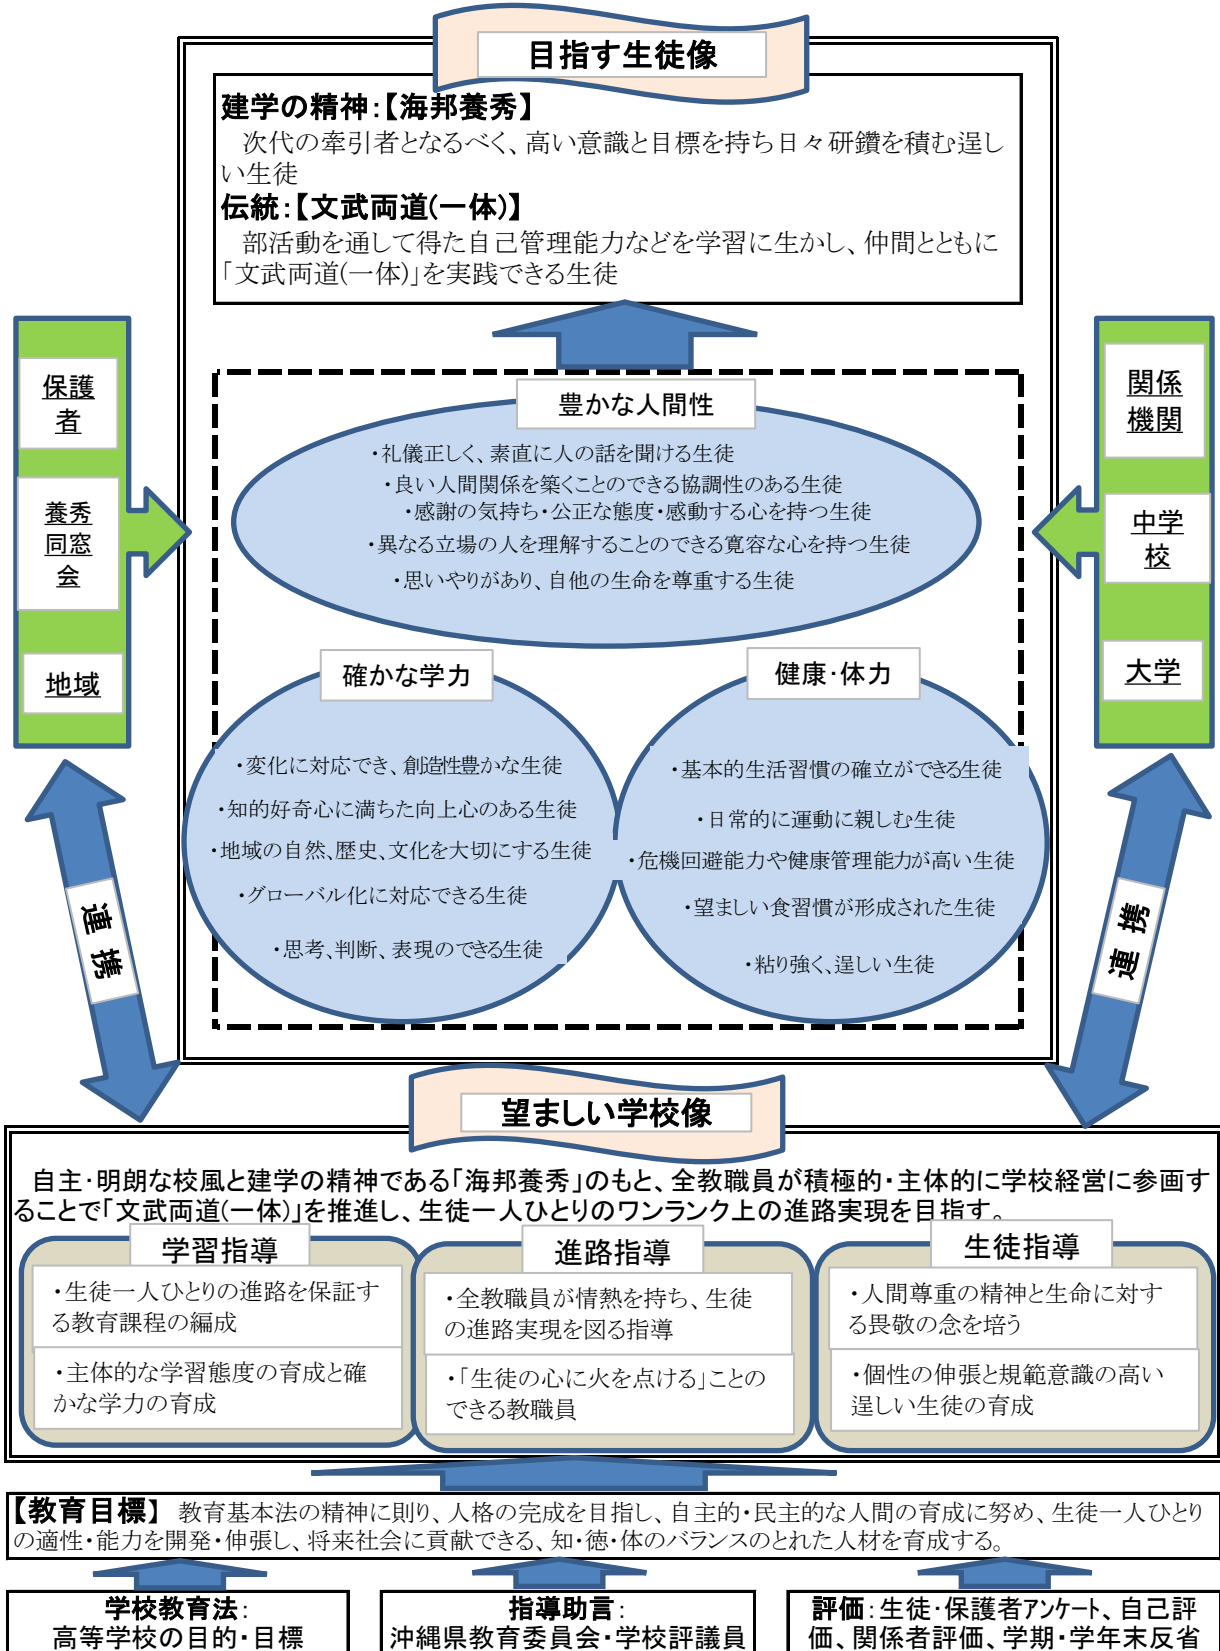 目指す生徒像
建学の精神:【海邦養秀】
次代の牽引者となるべく、高い意識と目標を持ち日々研鑽を積む逞し
い生徒
伝統:【文武両道(一体)】
部活動を通して得た自己管理能力などを学習に生かし、仲間とともに
「文武両道(一体)」を実践できる生徒
保護
者
養秀
同窓
会
地域
関係
機関
中学
校
大学
豊かな人間性
・礼儀正しく、素直に人の話を聞ける生徒
・良い人間関係を築くことのできる協調性のある生徒
・感謝の気持ち・公正な態度・感動する心を持つ生徒
・異なる立場の人を理解することのできる寛容な心を持つ生徒
・思いやりがあり、自他の生命を尊重する生徒
確かな学力
・変化に対応でき、創造性豊かな生徒
・知的好奇心に満ちた向上心のある生徒
・地域の自然、歴史、文化を大切にする生徒
・グローバル化に対応できる生徒
・思考、判断、表現のできる生徒
健康・体力
・基本的生活習慣の確立ができる生徒
・日常的に運動に親しむ生徒
・危機回避能力や健康管理能力が高い生徒
・望ましい食習慣が形成された生徒
・粘り強く、逞しい生徒
連携
連携
望ましい学校像
自主・明朗な校風と建学の精神である「海邦養秀」のもと、全教職員が積極的・主体的に学校経営に参画す
ることで「文武両道(一体)」を推進し、生徒一人ひとりのワンランク上の進路実現を目指す。
学習指導
・生徒一人ひとりの進路を保証す
る教育課程の編成
・主体的な学習態度の育成と確
かな学力の育成
進路指導
・全教職員が情熱を持ち、生徒
の進路実現を図る指導
・「生徒の心に火を点ける」ことの
できる教職員
生徒指導
・人間尊重の精神と生命に対す
る畏敬の念を培う
・個性の伸張と規範意識の高い
逞しい生徒の育成
【教育目標】 教育基本法の精神に則り、人格の完成を目指し、自主的・民主的な人間の育成に努め、生徒一人ひとり
の適性・能力を開発・伸張し、将来社会に貢献できる、知・徳・体のバランスのとれた人材を育成する。
学校教育法:
高等学校の目的・目標
指導助言:
沖縄県教育委員会・学校評議員
評価:生徒・保護者アンケート、自己評
価、関係者評価、学期・学年末反省